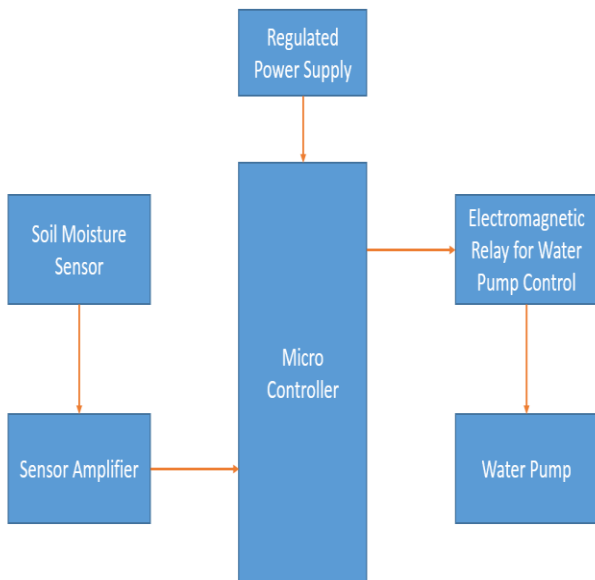 Regulated
Power Supply
Soil Moisture
Sensor
Electromagnetic
Relay for Water
Pump Control
Micro
Controller
Sensor Amplifier
Water Pump